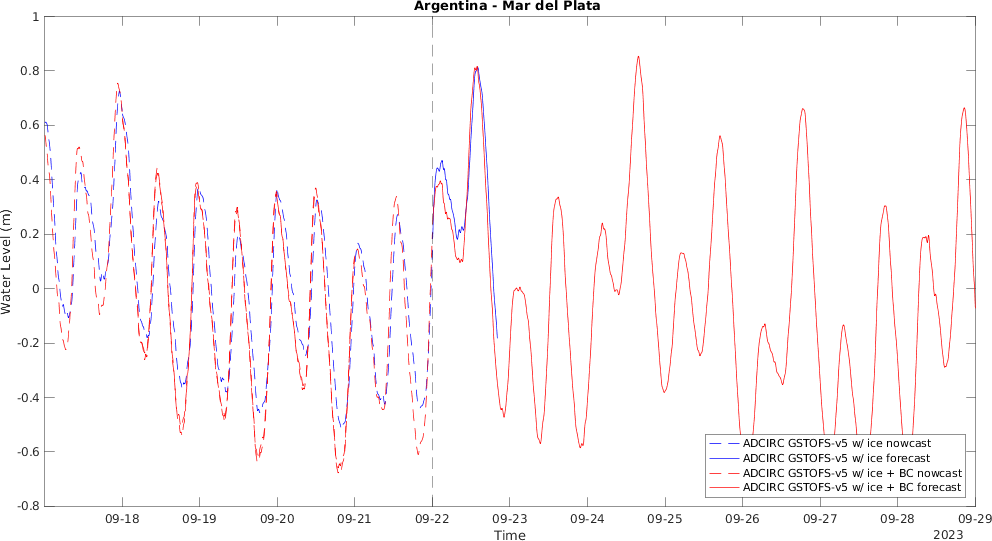 Argentina - Mar del Plata
Water Level (m)
1
0.8
0.6
0.4
0.2
0
-0.2
-0.4
-0.6
-0.8
ADCIRC GSTOFS-v5 w/ ice nowcast
ADCIRC GSTOFS-v5 w/ ice forecast
ADCIRC GSTOFS-v5 w/ ice + BC nowcast
ADCIRC GSTOFS-v5 w/ ice + BC forecast
09-18 09-19 09-20 09-21 09-22 09-23 09-24 09-25 09-26 09-27 09-28 09-29
Time
2023